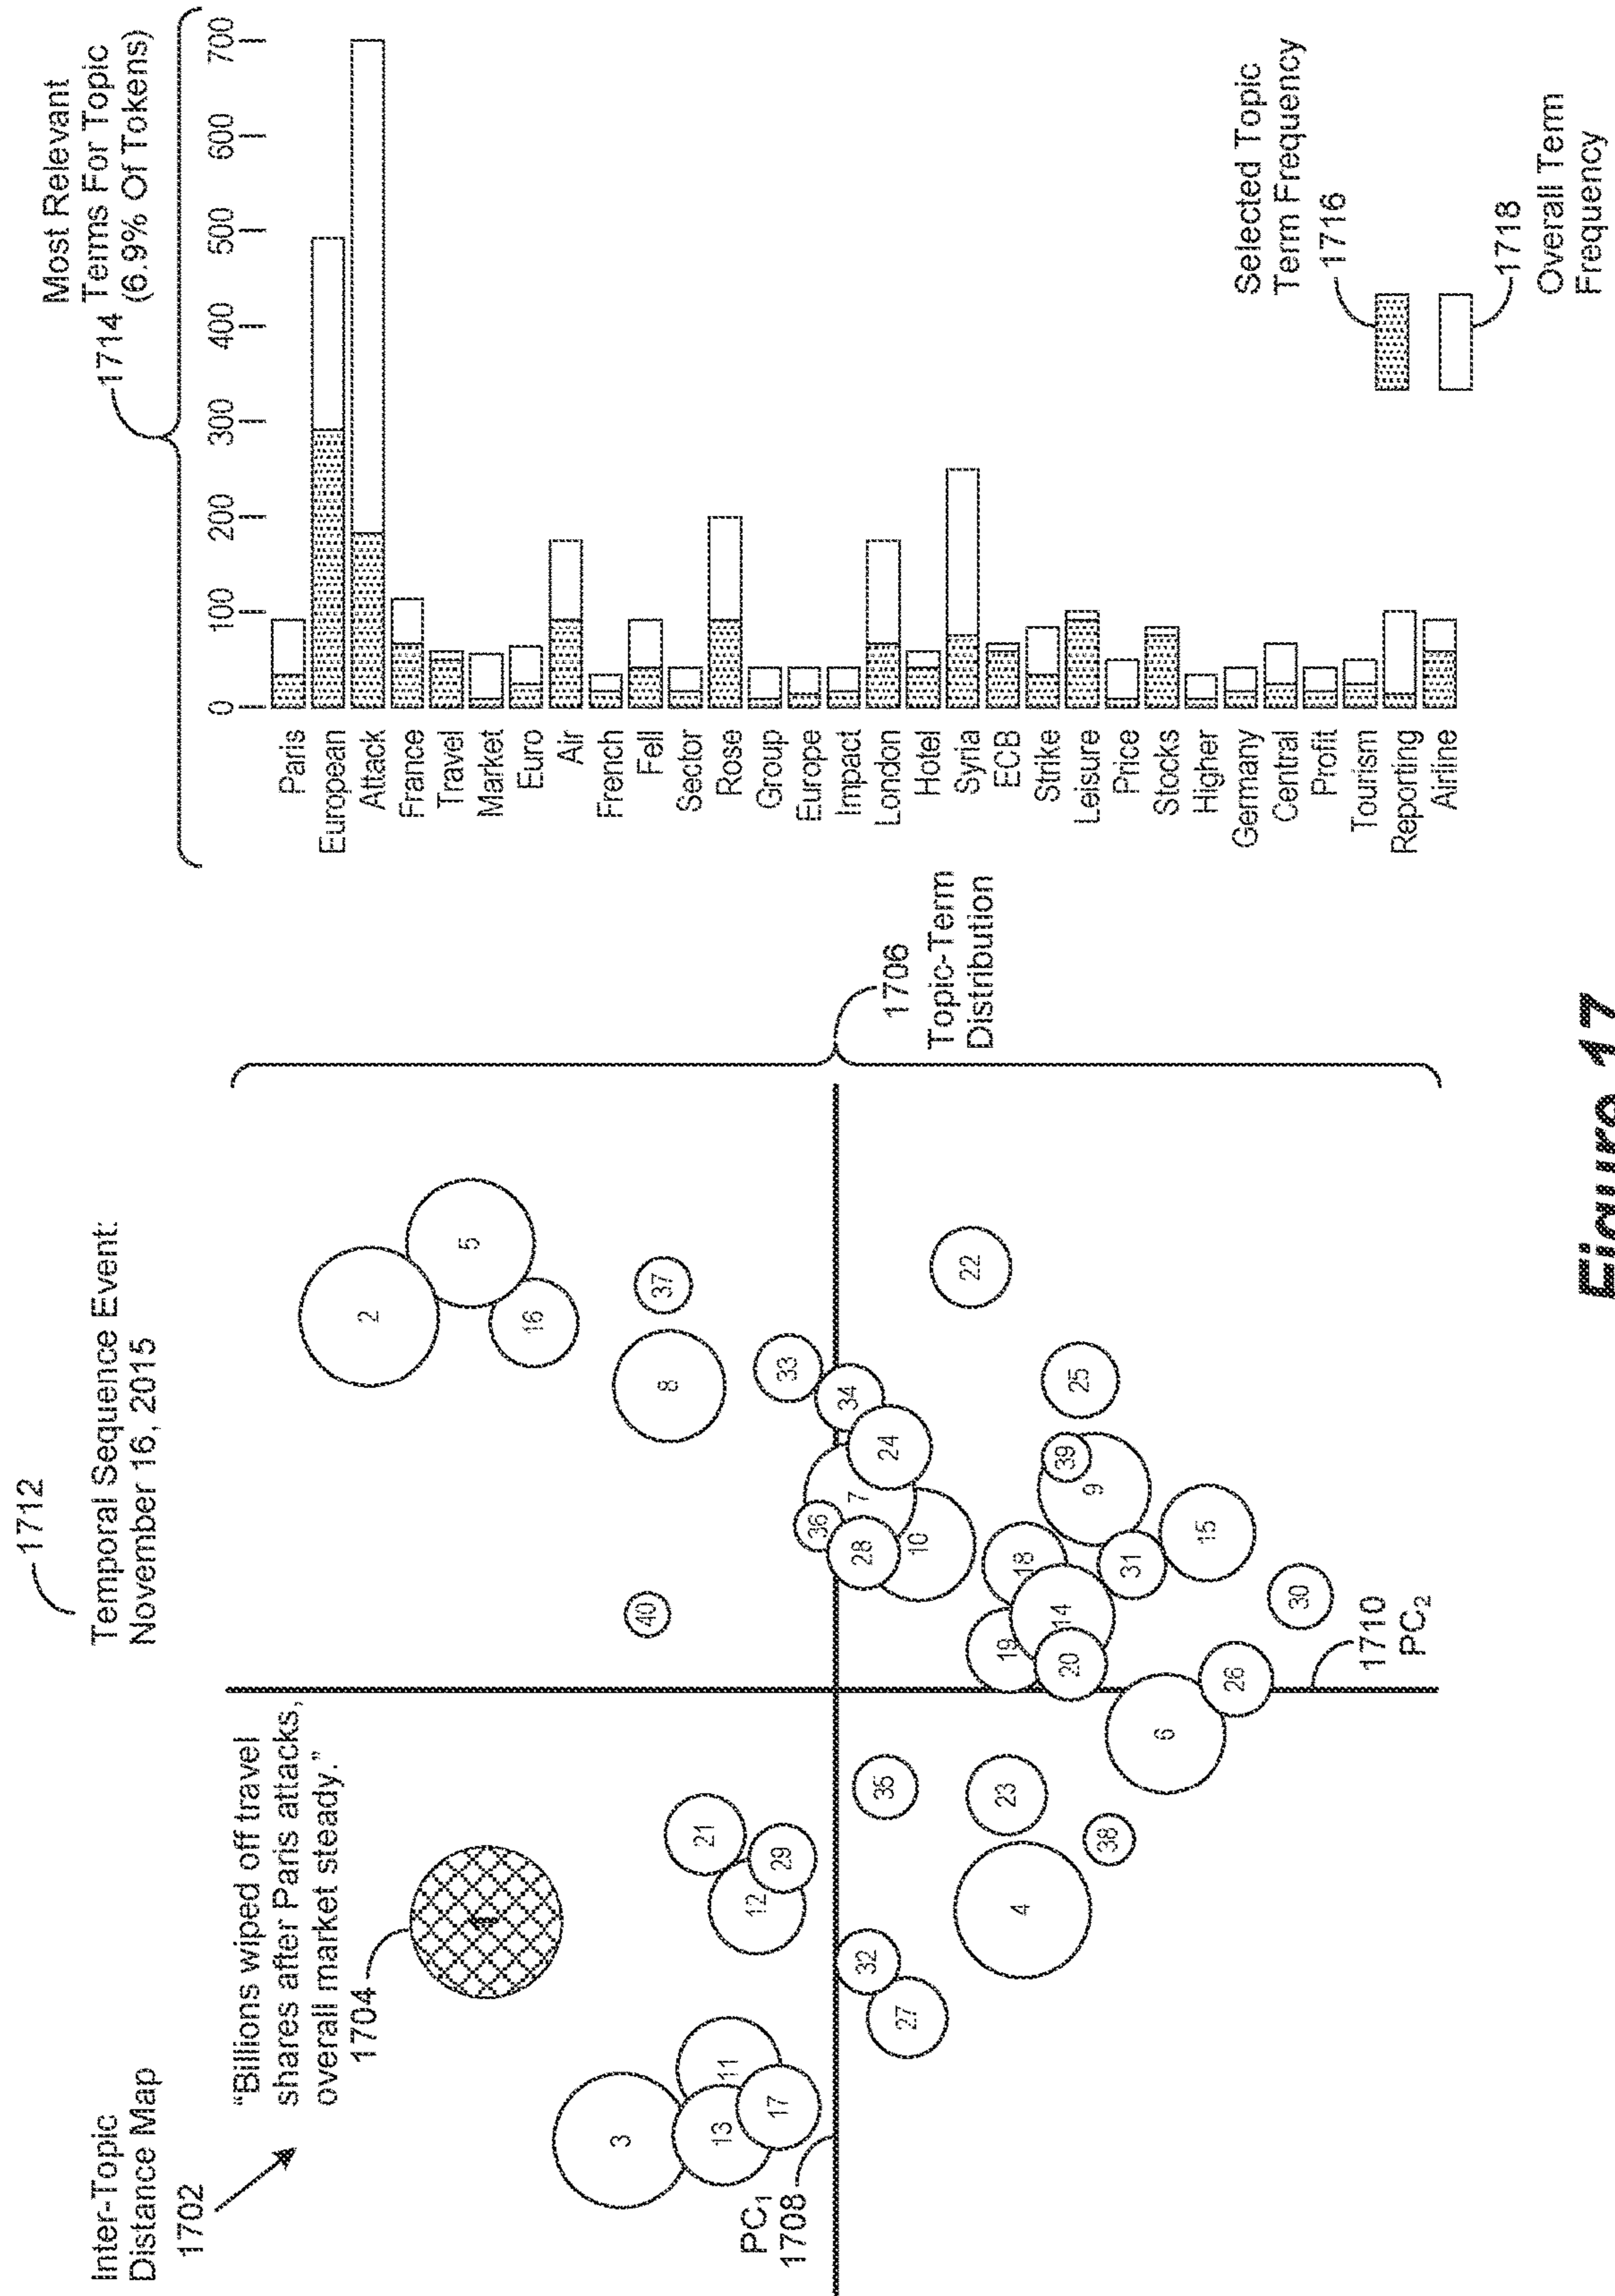 1712
Inter-Topic
Distance Map
1702
Temporal Sequence Event:
November 16, 2015
"Billions wiped off travel
shares after Paris attacks,
overall market steady."
1704
1
2
3
4
5
6
7
8
9
10
11
12
13
14
15
16
17
18
19
20
21
22
23
24
25
26
27
28
29
30
31
32
33
34
35
36
37
38
39
40
PC1
1708
1710
PC2
1706
Topic-Term
Distribution
Most Relevant
Terms For Topic
(6.9% Of Tokens)
1714
0 100 200 300 400 500 600 700
Paris
European
Attack
France
Travel
Market
Euro
Air
French
Fell
Sector
Rose
Group
Europe
Impact
London
Hotel
Syria
ECB
Strike
Leisure
Price
Stocks
Higher
Germany
Central
Profit
Tourism
Reporting
Airline
Selected Topic
Term Frequency
1716
1718
Overall Term
Frequency
Figure 17